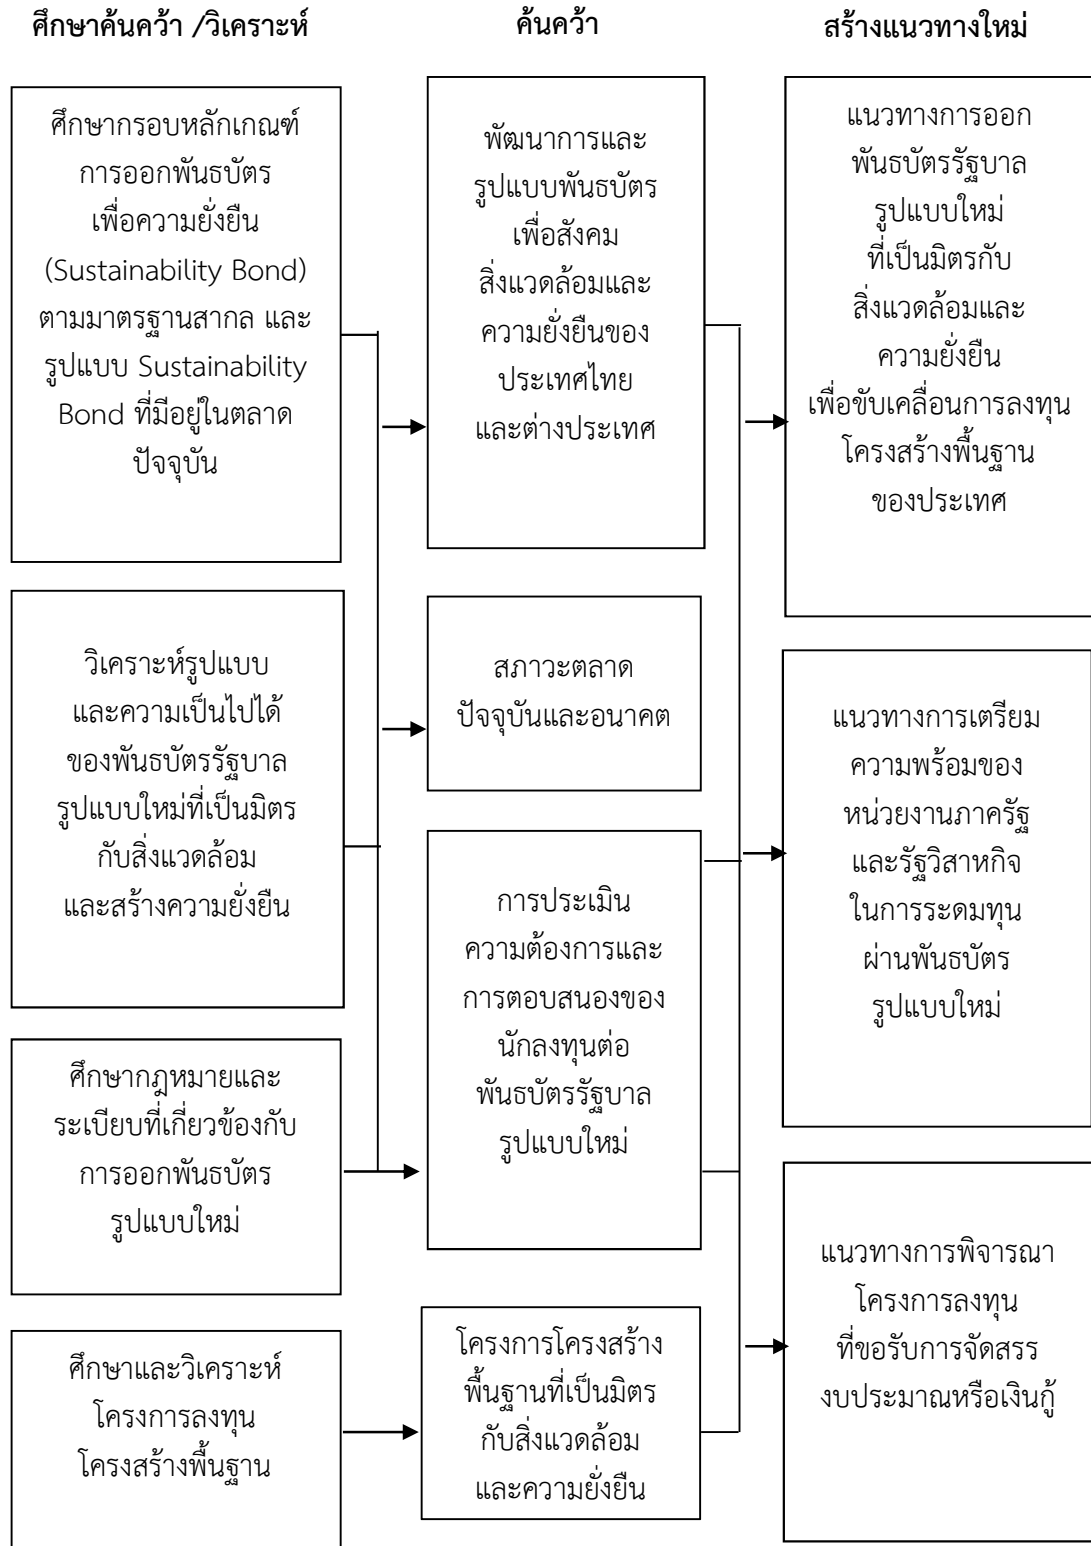 ศึกษาค้นคว้า /วิเคราะห์
ค้นคว้า
สร้างแนวทางใหม่
ศึกษากรอบหลักเกณฑ์
การออกพันธบัตร
เพื่อความยั่งยืน
(Sustainability Bond)
ตามมาตรฐานสากล และ
รูปแบบ Sustainability
Bond ที่มีอยู่ในตลาด
ปัจจุบัน
วิเคราะห์รูปแบบ
และความเป็นไปได้
ของพันธบัตรรัฐบาล
รูปแบบใหม่ที่เป็นมิตร
กับสิ่งแวดล้อม
และสร้างความยั่งยืน
ศึกษากฎหมายและ
ระเบียบที่เกี่ยวข้องกับ
การออกพันธบัตร
รูปแบบใหม่
ศึกษาและวิเคราะห์
โครงการลงทุน
โครงสร้างพื้นฐาน
พัฒนาการและ
รูปแบบพันธบัตร
เพื่อสังคม
สิ่งแวดล้อมและ
ความยั่งยืนของ
ประเทศไทย
และต่างประเทศ
สภาวะตลาด
ปัจจุบันและอนาคต
การประเมิน
ความต้องการและ
การตอบสนองของ
นักลงทุนต่อ
พันธบัตรรัฐบาล
รูปแบบใหม่
โครงการโครงสร้าง
พื้นฐานที่เป็นมิตร
กับสิ่งแวดล้อม
และความยั่งยืน
แนวทางการออก
พันธบัตรรัฐบาล
รูปแบบใหม่
ที่เป็นมิตรกับ
สิ่งแวดล้อมและ
ความยั่งยืน
เพื่อขับเคลื่อนการลงทุน
โครงสร้างพื้นฐาน
ของประเทศ
แนวทางการเตรียม
ความพร้อมของ
หน่วยงานภาครัฐ
และรัฐวิสาหกิจ
ในการระดมทุน
ผ่านพันธบัตร
รูปแบบใหม่
แนวทางการพิจารณา
โครงการลงทุน
ที่ขอรับการจัดสรร
งบประมาณหรือเงินกู้